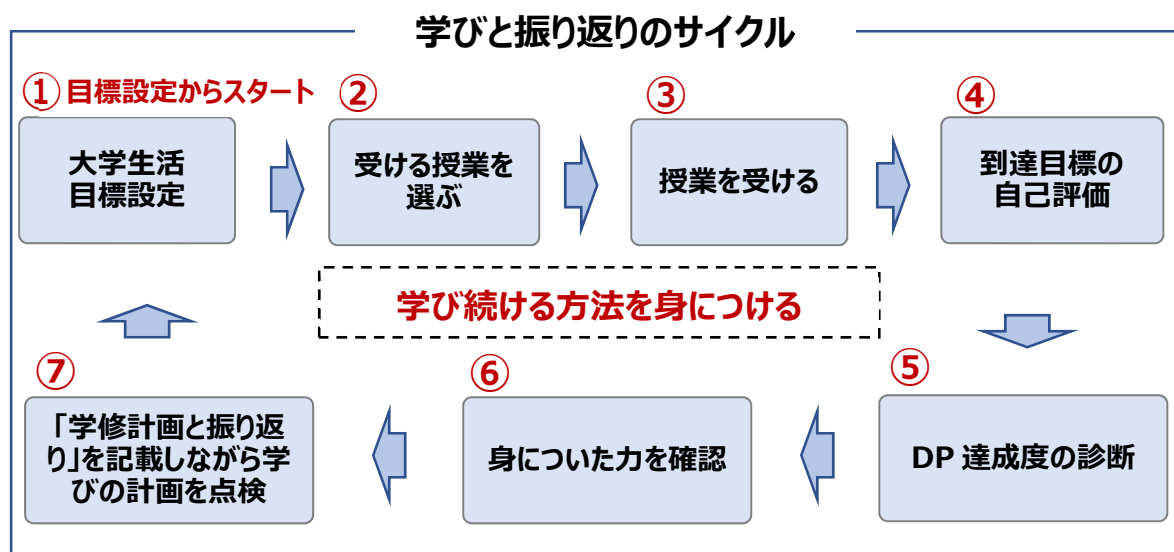 学びと振り返りのサイクル
① 目標設定からスタート
大学生活
目標設定
②
受ける授業を
選ぶ
③
授業を受ける
④
到達目標の
自己評価
学び続ける方法を身につける
⑤
DP 達成度の診断
⑥
身についた力を確認
⑦
「学修計画と振り返
り」を記載しながら学
びの計画を点検